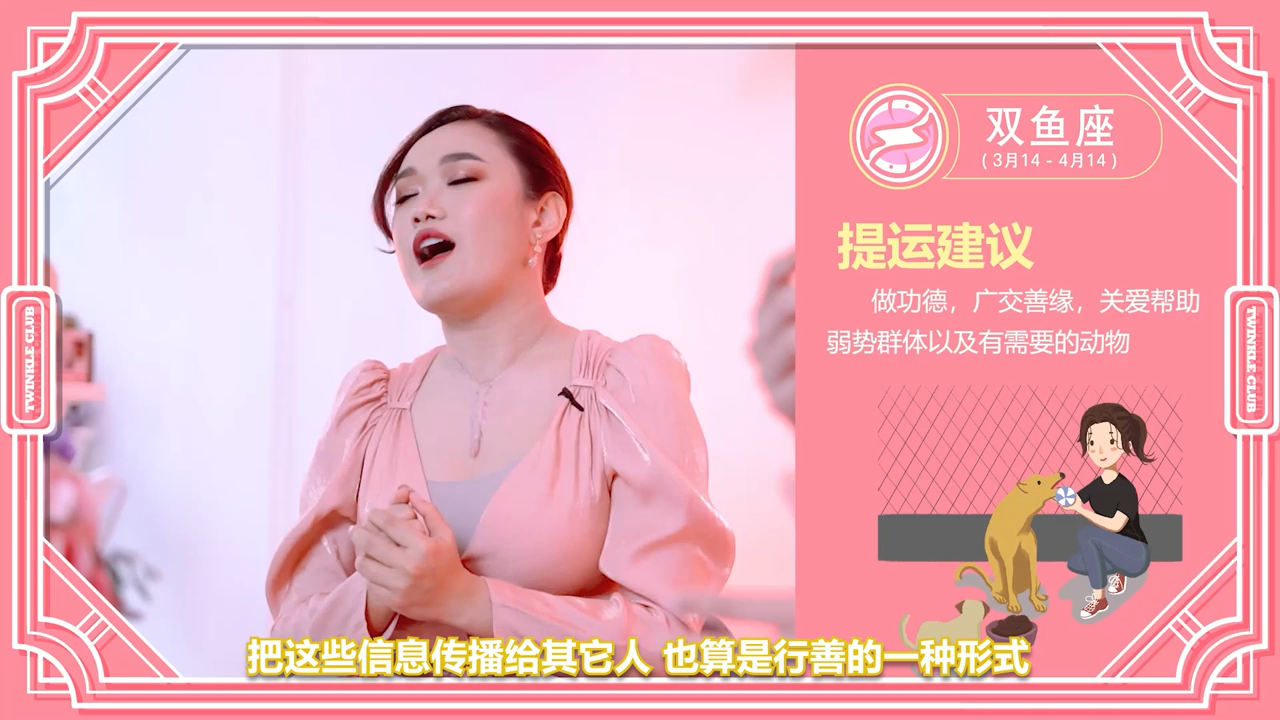 双鱼座
(3月14 - 4月14)
提运建议
做功德，广交善缘，关爱帮助
弱势群体以及有需要的动物
TWINKLE CLUB
TWINKLE CLUB
把这些信息传播给其它人 也算是行善的一种形式